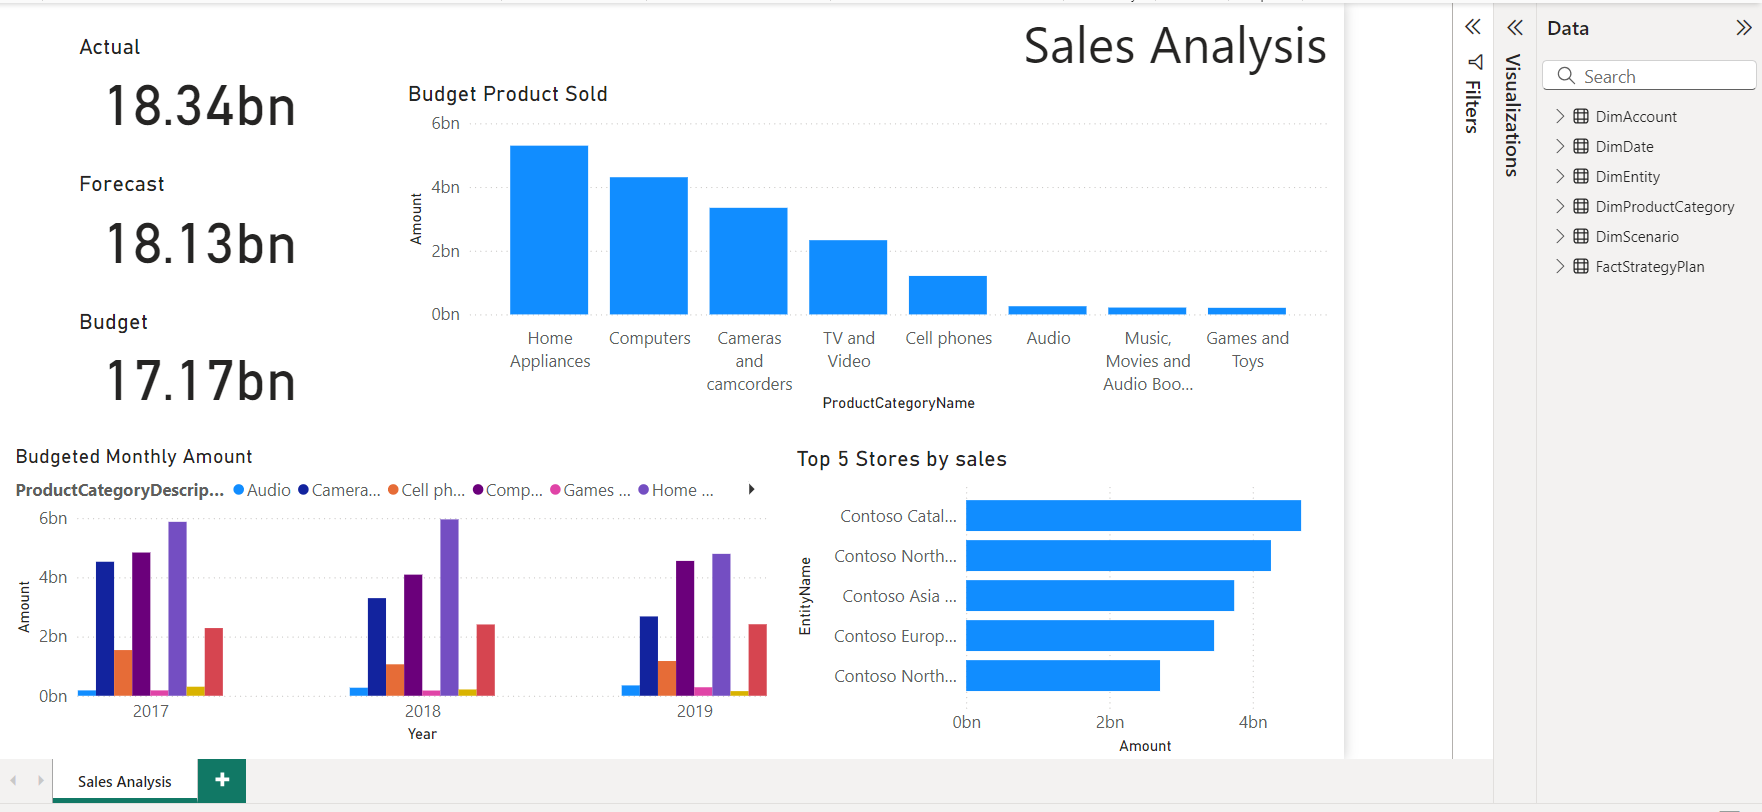 Actual
18.34bn
Forecast
18.13bn
Budget
17.17bn
Sales Analysis
Budget Product Sold
6bn
4bn
2bn
0bn
Amount
Home Appliances
Computers
Cameras and camcorders
TV and Video
Cell phones
Audio
Music, Movies and Audio Boo...
Games and Toys
ProductCategoryName
Budgeted Monthly Amount
ProductCategoryDescrip... Audio Camera... Cell ph... Comp... Games ... Home ...
6bn
4bn
2bn
0bn
Amount
2017 2018 2019
Year
Top 5 Stores by sales
EntityName
Contoso Catal...
Contoso North...
Contoso Asia ...
Contoso Europ...
Contoso North...
0bn 2bn 4bn
Amount
Filters
Visualizations
Data
Search
DimAccount
DimDate
DimEntity
DimProductCategory
DimScenario
FactStrategyPlan
Sales Analysis